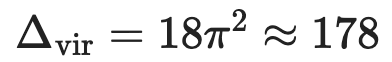 Δ_vir = 18π² ≈ 178